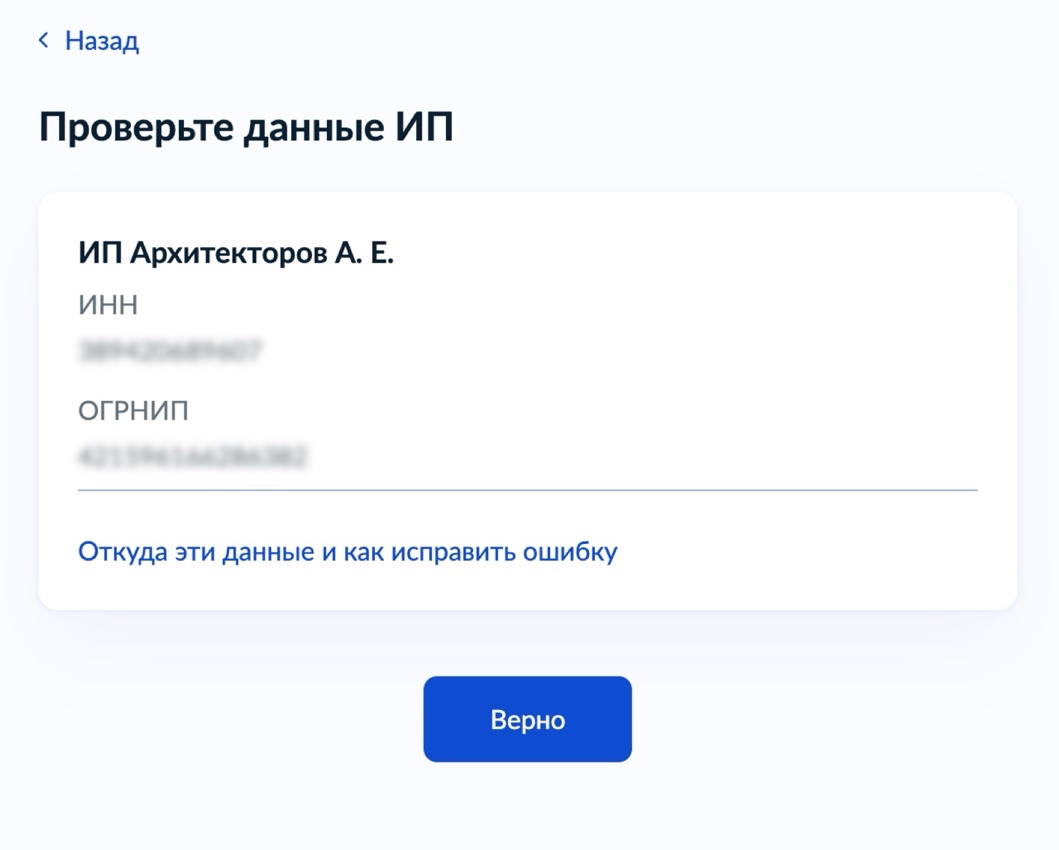 Назад
Проверьте данные ИП
ИП Архитекторов А. Е.
ИНН
ОГРНИП
Откуда эти данные и как исправить ошибку
Верно